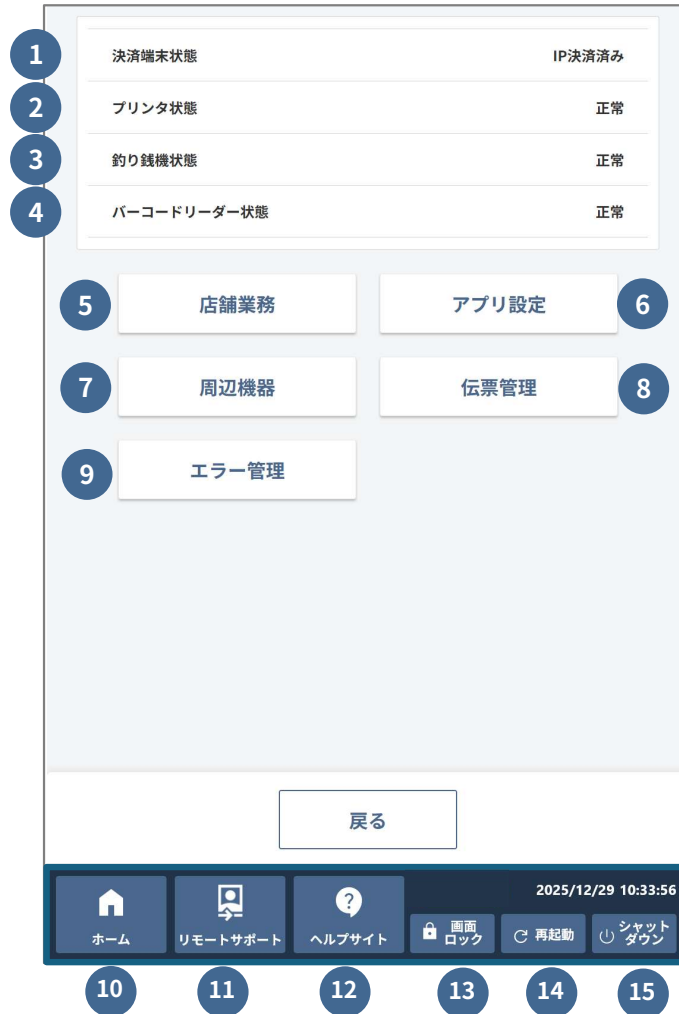 1 決済端末状態 IP決済済み
2 プリンタ状態 正常
3 釣り銭機状態 正常
4 バーコードリーダー状態 正常
5 店舗業務 アプリ設定 6
7 周辺機器 伝票管理 8
9 エラー管理
戻る
2025/12/29 10:33:56
ホーム リモートサポート ヘルプサイト 画面
ロック 再起動 シャット
ダウン
10 11 12 13 14 15